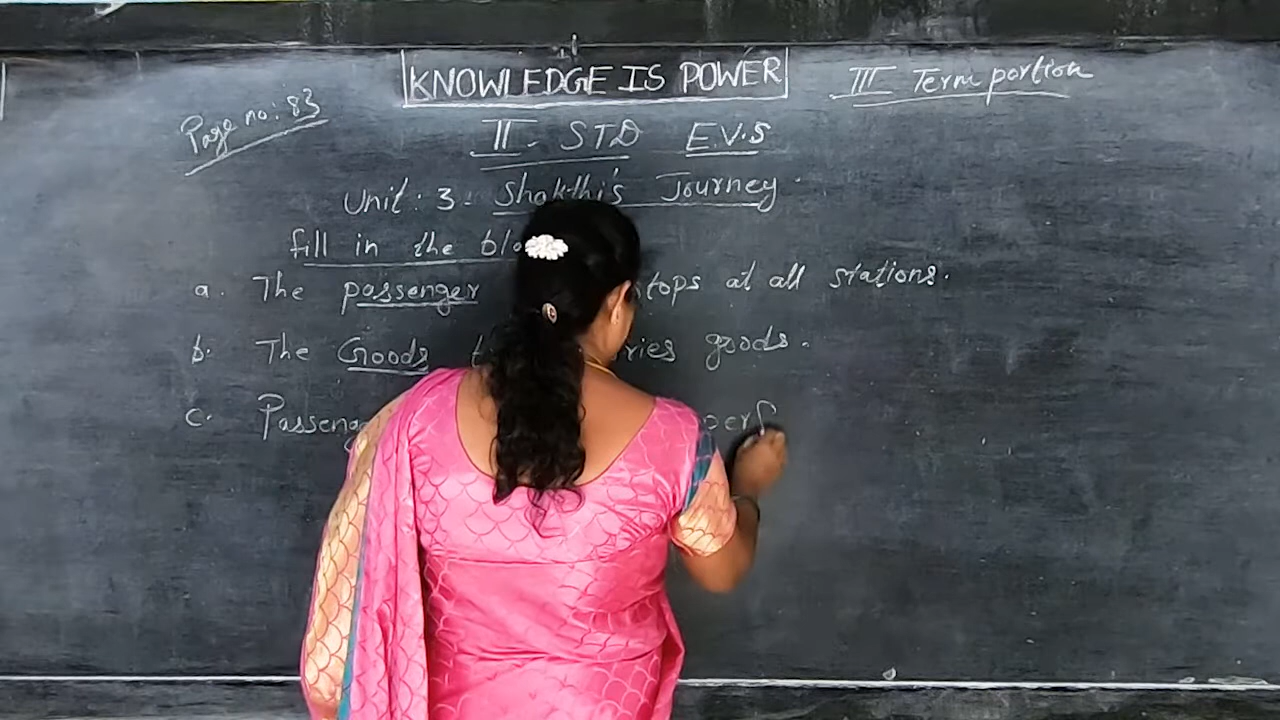 KNOWLEDGE IS POWER
III Term portion
Page no: 83
II - STD E.V.S
Unit: 3. Shakthi's Journey.
fill in the
a. The passenger stops at all stations.
b. The Goods goods.
c.